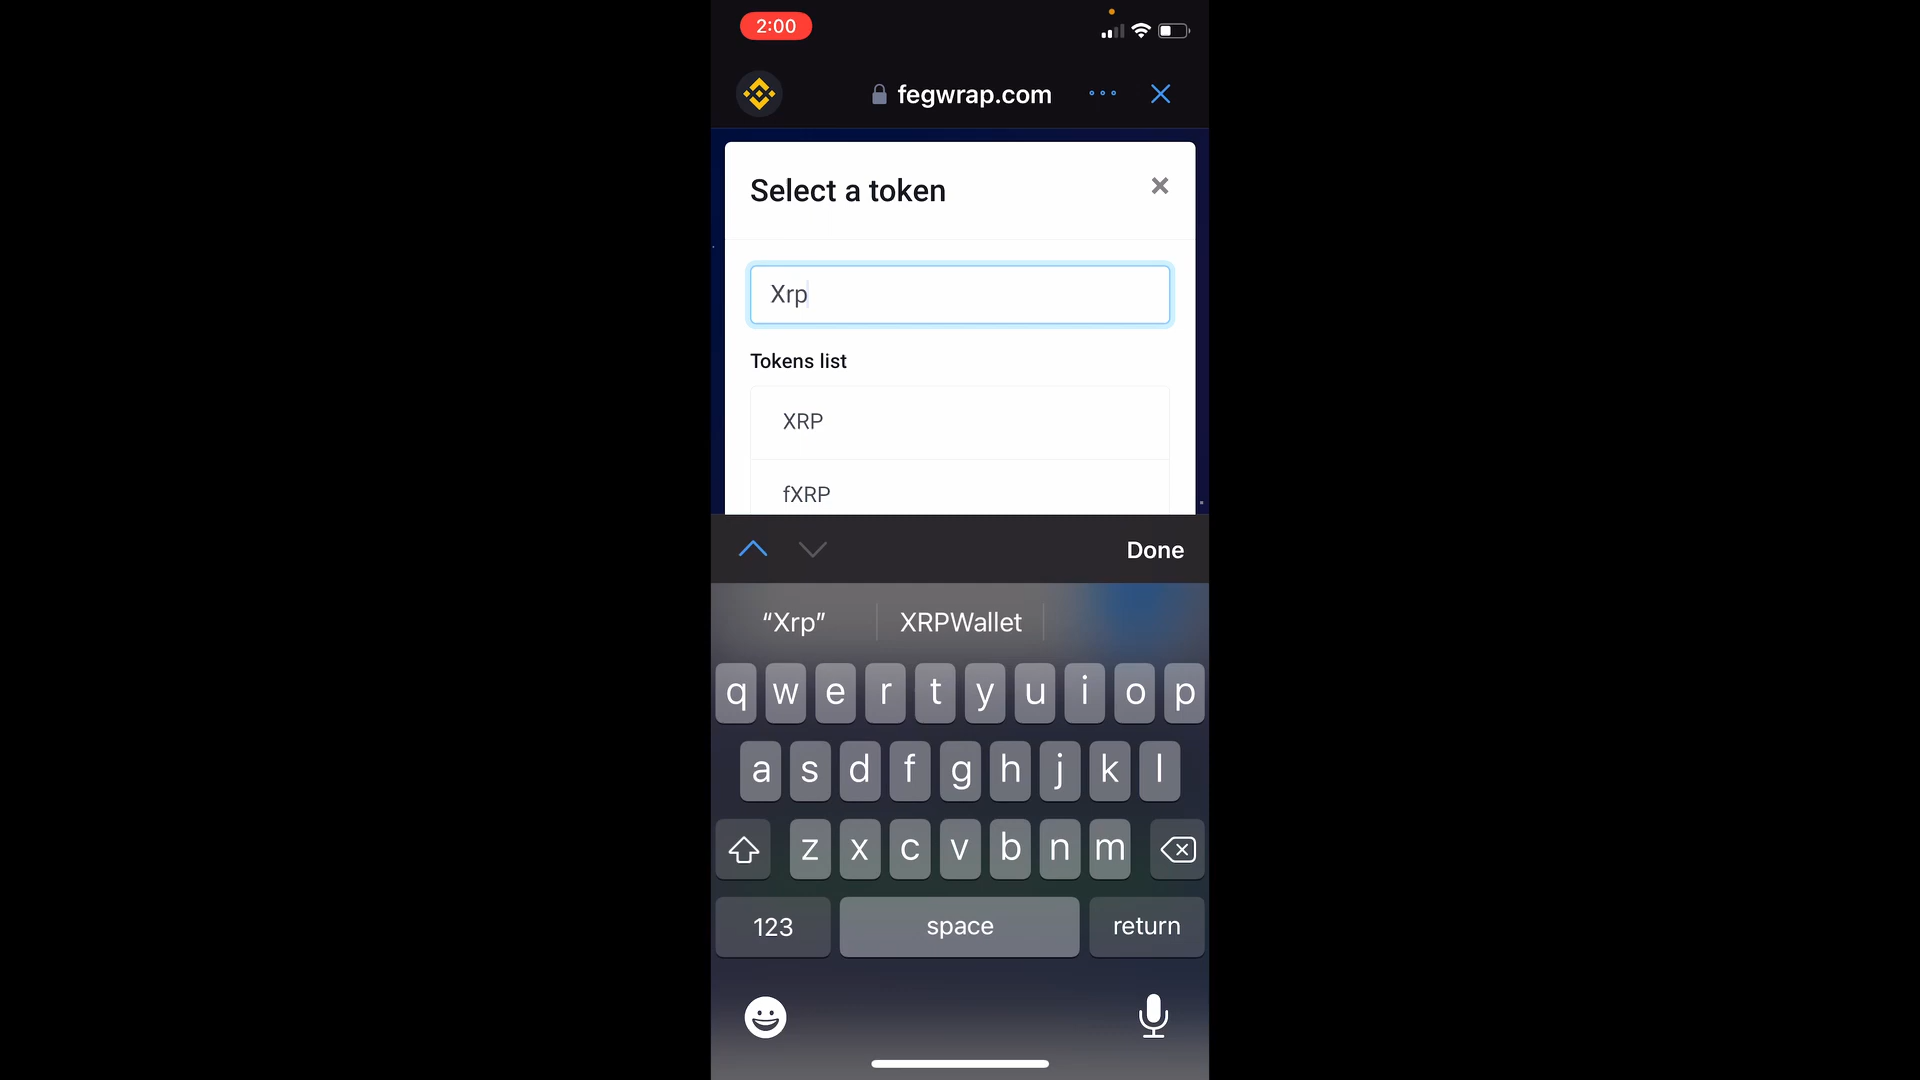 2:00
fegwrap.com
Select a token
Xrp
Tokens list
XRP
fXRP
Done
“Xrp” XRPWallet
q w e r t y u i o p
a s d f g h j k l
z x c v b n m
123 space return